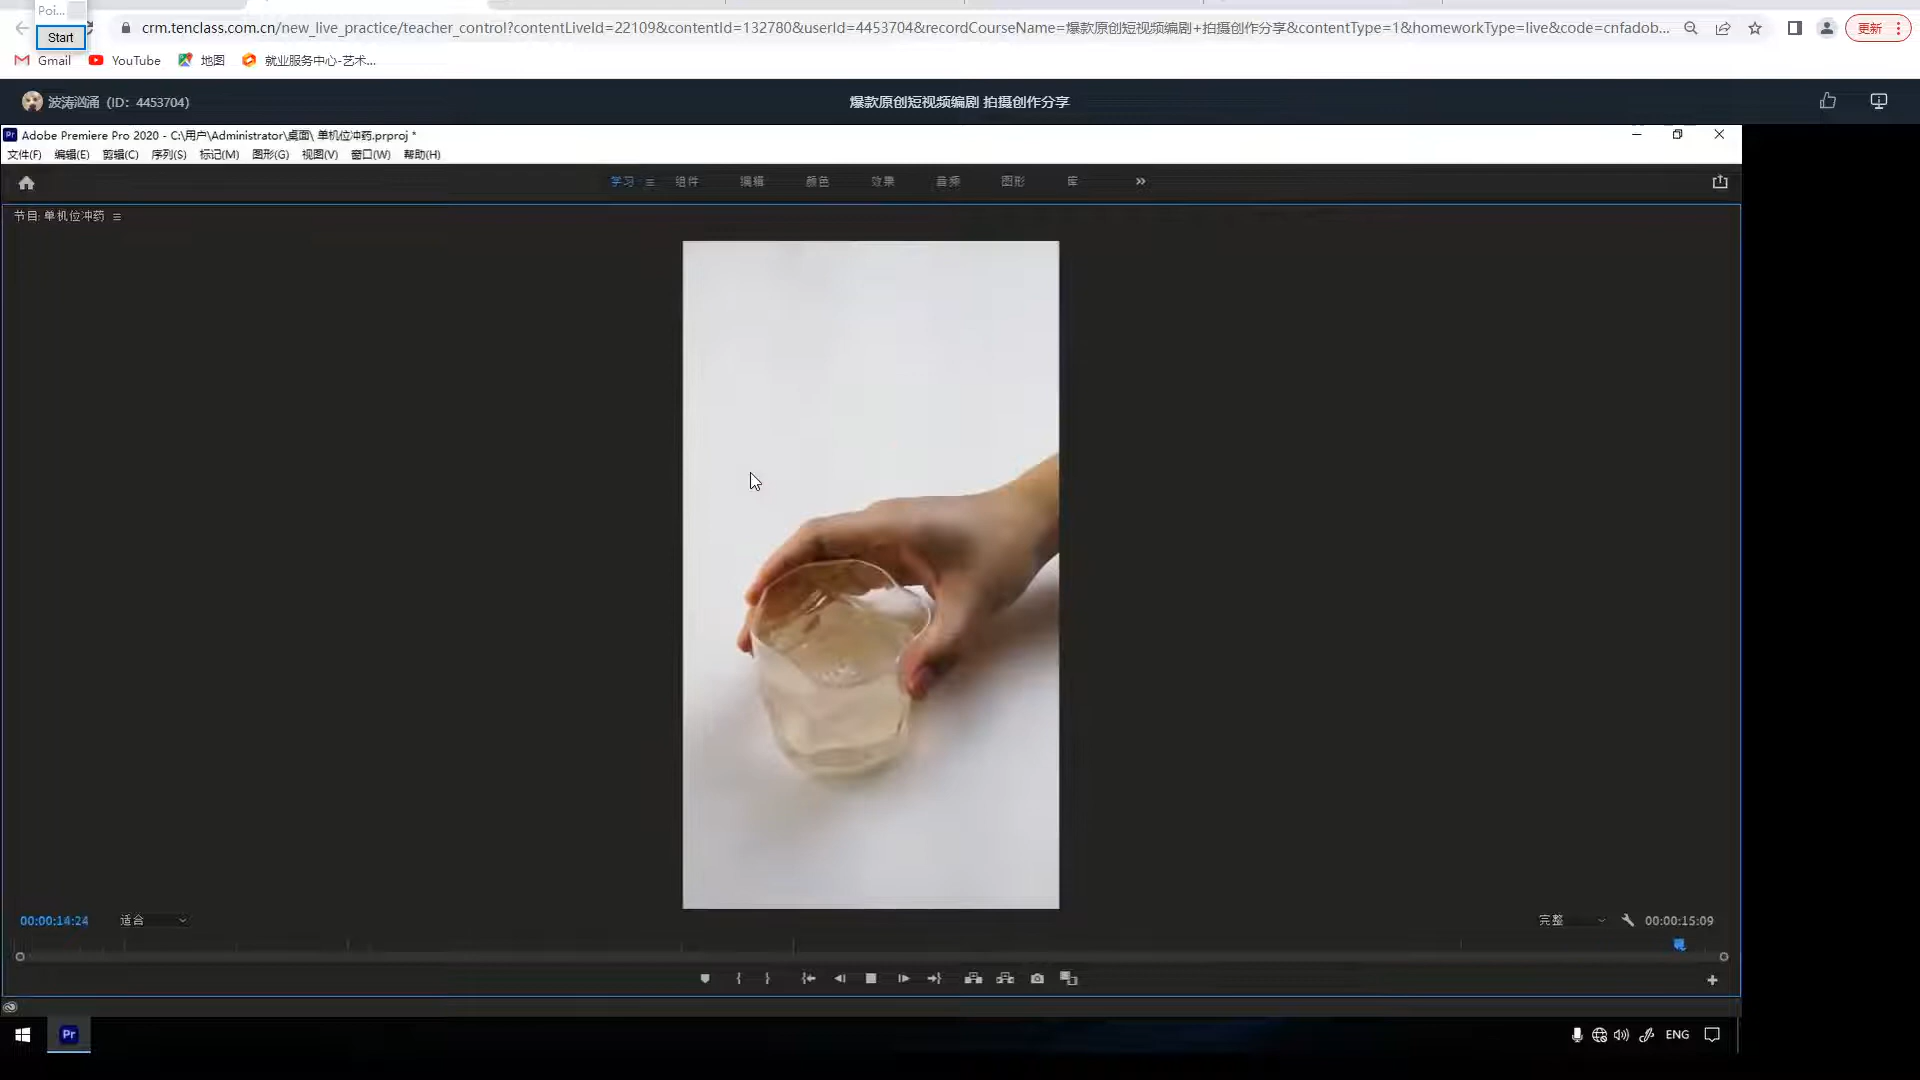 Poi...
Start
crm.tenclass.com.cn/new_live_practice/teacher_control?contentLiveId=22109&contentId=132780&userId=4453704&recordCourseName=爆款原创短视频编剧+拍摄创作分享&contentType=1&homeworkType=live&code=cnfadob...
更新
Gmail YouTube 地图 就业服务中心-艺术...
波涛汹涌 (ID: 4453704)
爆款原创短视频编剧 拍摄创作分享
Pr Adobe Premiere Pro 2020 - C:\用户\Administrator\桌面\ 单机位冲药.prproj *
文件(F) 编辑(E) 剪辑(C) 序列(S) 标记(M) 图形(G) 视图(V) 窗口(W) 帮助(H)
学习 组件 编辑 颜色 效果 音频 图形 库
节目: 单机位冲药
00:00:14:24 适合 完整 00:00:15:09
Pr ENG